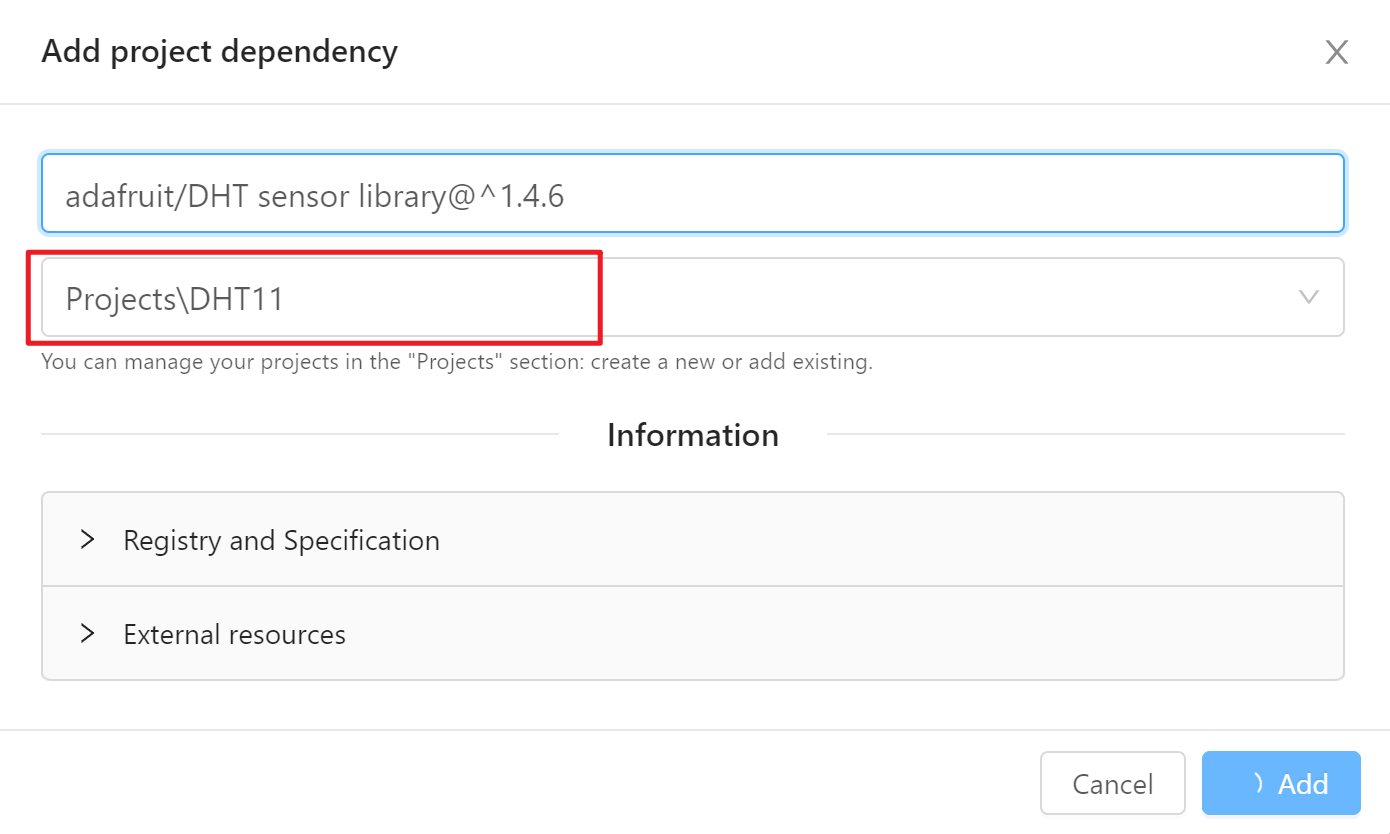 Add project dependency
adafruit/DHT sensor library@^1.4.6
Projects\DHT11
You can manage your projects in the "Projects" section: create a new or add existing.
Information
Registry and Specification
External resources
Cancel
Add